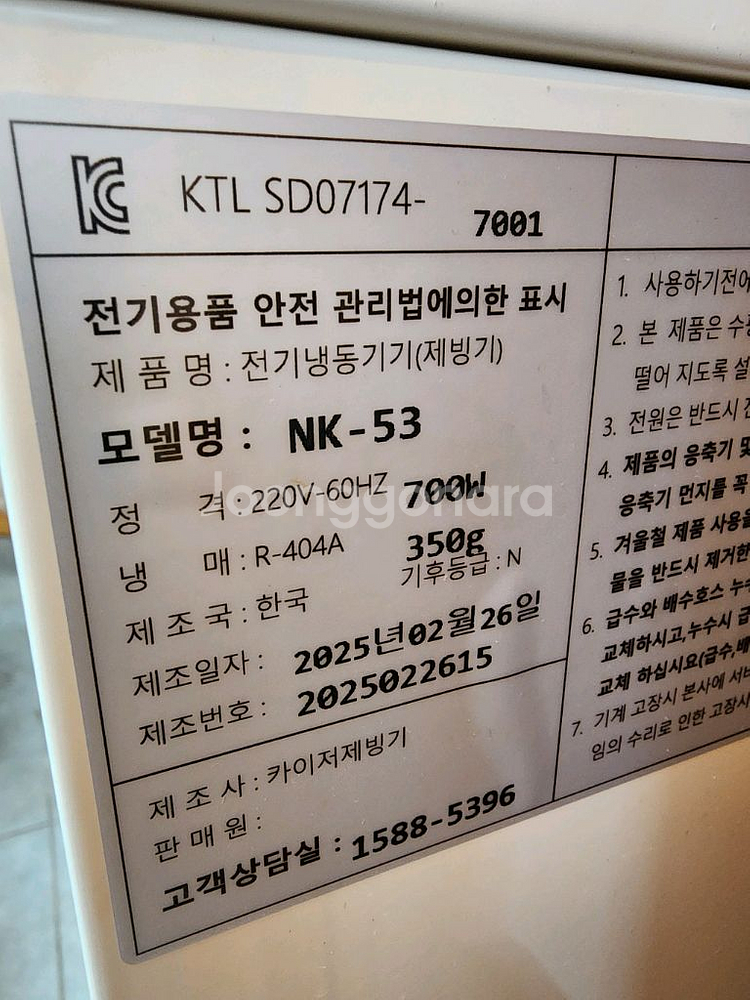 KC KTL SD07174- 7001
전기용품 안전 관리법에의한 표시
제 품 명 : 전기냉동기기(제빙기)
모델명 : NK-53
정 격 : 220V-60HZ 700W
냉 매 : R-404A 350g
기후등급 : N
제 조 국 : 한국
제조일자 : 2025년02월26일
제조번호 : 2025022615
제 조 사 : 카이저제빙기
판 매 원 :
고객상담실 : 1588-5396
1. 사용하기전에
2. 본 제품은 수평
떨어 지도록 설
3. 전원은 반드시
4. 제품의 응축기 및
응축기 먼지를 꼭
5. 겨울철 제품 사용을
물을 반드시 제거한
6. 급수와 배수호스 누수
교체하시고,누수시 급
교체 하십시요(급수,배
7. 기계 고장시 본사에 서비
임의 수리로 인한 고장시
joonggonara